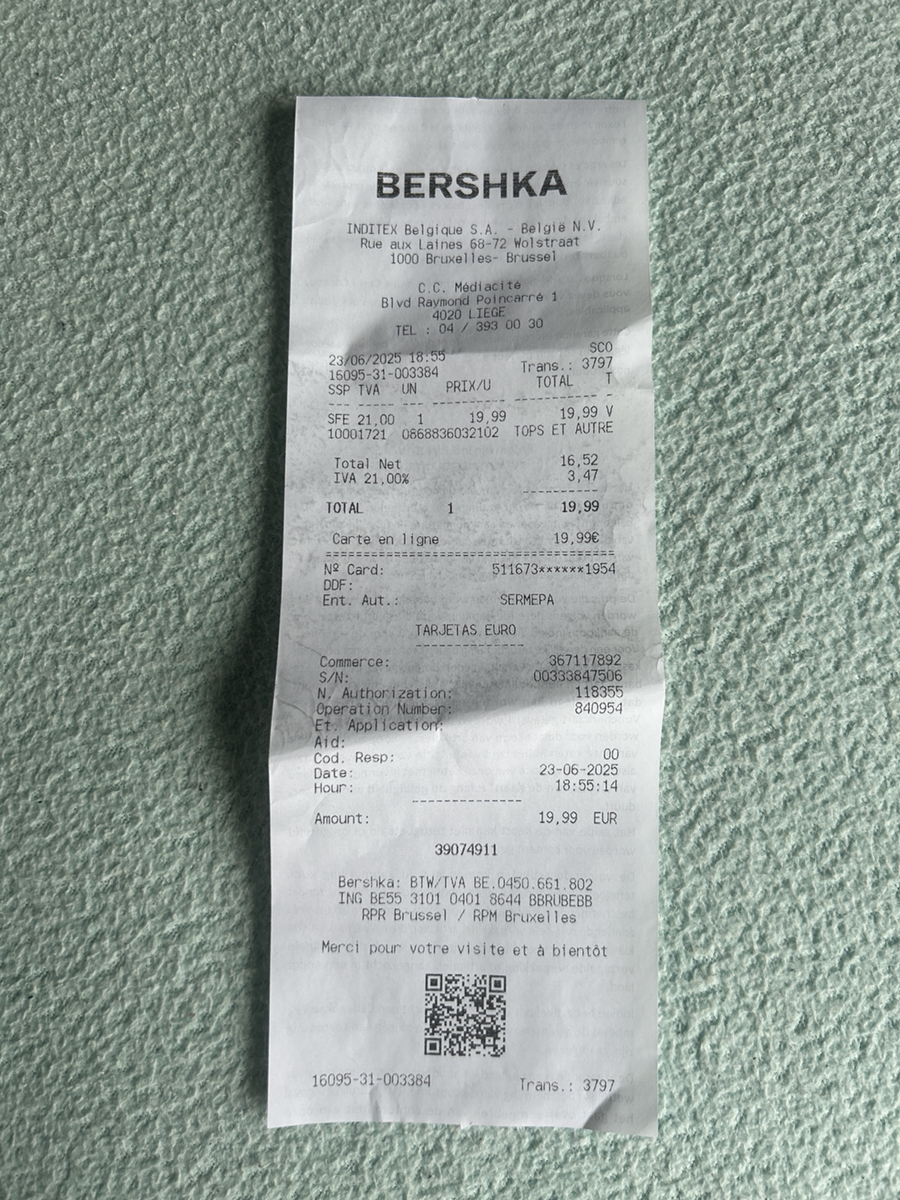 BERSHKA
INDITEX Belgique S.A. - België N.V.
Rue aux Laines 68-72 Wolstraat
1000 Bruxelles- Brussel
C.C. Médiacité
Blvd Raymond Poincarré 1
4020 LIEGE
TEL : 04 / 393 00 30
SCO
23/06/2025 18:55
16095-31-003384 Trans.: 3797
SSP TVA UN PRIX/U TOTAL T
SFE 21,00 1 19,99 19,99 V
10001721 0868836032102 TOPS ET AUTRE
Total Net 16,52
IVA 21,00% 3,47
TOTAL 1 19,99
Carte en ligne 19,99€
Nº Card: 511673******1954
DDF:
Ent. Aut.: SERMEPA
TARJETAS EURO
Commerce: 367117892
S/N: 00333847506
N. Authorization: 118355
Operation Number: 840954
Et. Application:
Aid:
Cod. Resp: 00
Date: 23-06-2025
Hour: 18:55:14
Amount: 19,99 EUR
39074911
Bershka: BTW/TVA BE.0450.661.802
ING BE55 3101 0401 8644 BBRUBEBB
RPR Brussel / RPM Bruxelles
Merci pour votre visite et à bientôt
16095-31-003384 Trans.: 3797